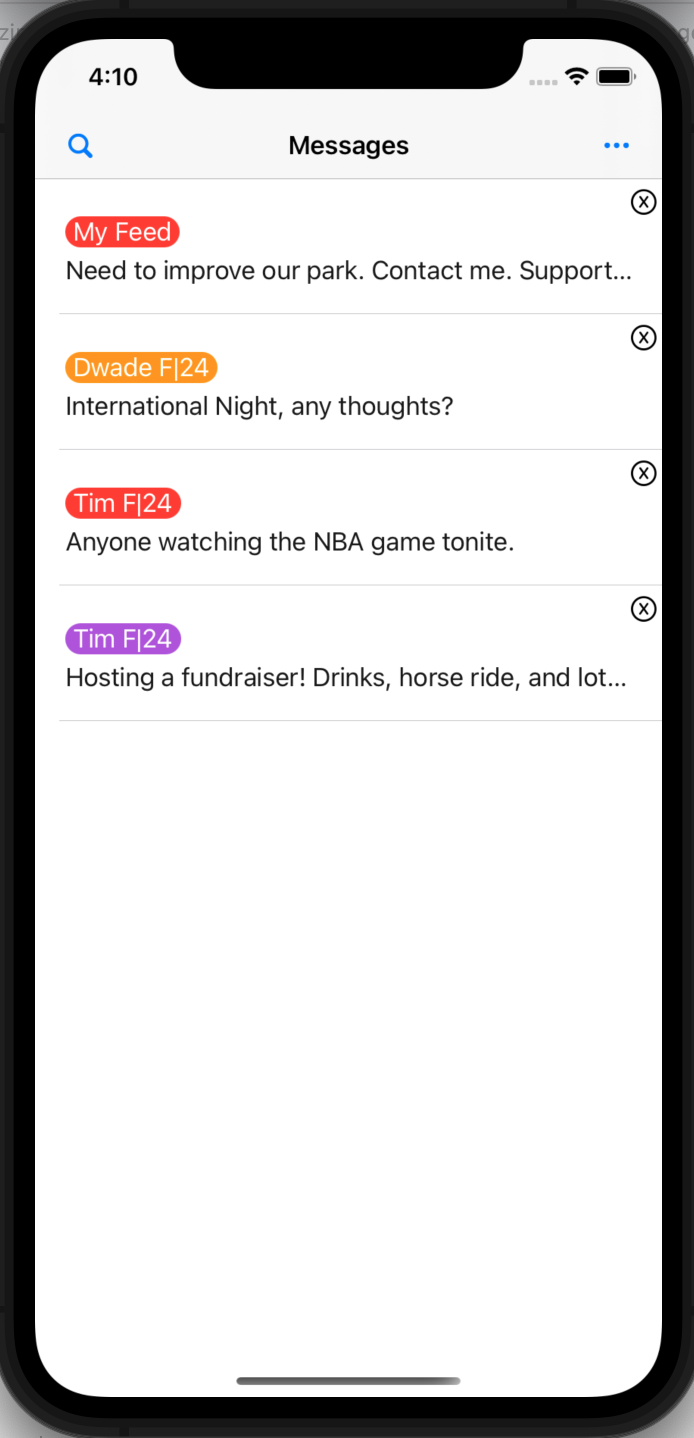 4:10
Messages
My Feed
Need to improve our park. Contact me. Support...
Dwade F|24
International Night, any thoughts?
Tim F|24
Anyone watching the NBA game tonite.
Tim F|24
Hosting a fundraiser! Drinks, horse ride, and lot...